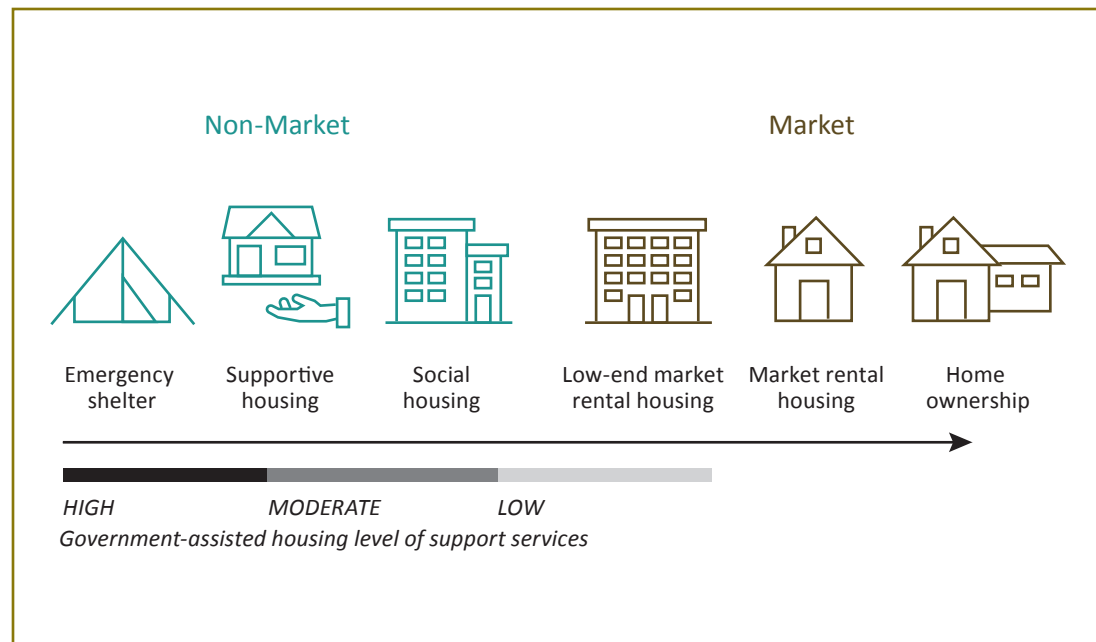 Non-Market
Market
Emergency
shelter
Supportive
housing
Social
housing
Low-end market
rental housing
Market rental
housing
Home
ownership
HIGH
MODERATE
LOW
Government-assisted housing level of support services